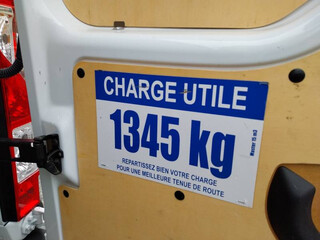 CHARGE UTILE
1345 kg
REPARTISSEZ BIEN VOTRE CHARGE
POUR UNE MEILLEURE TENUE DE ROUTE